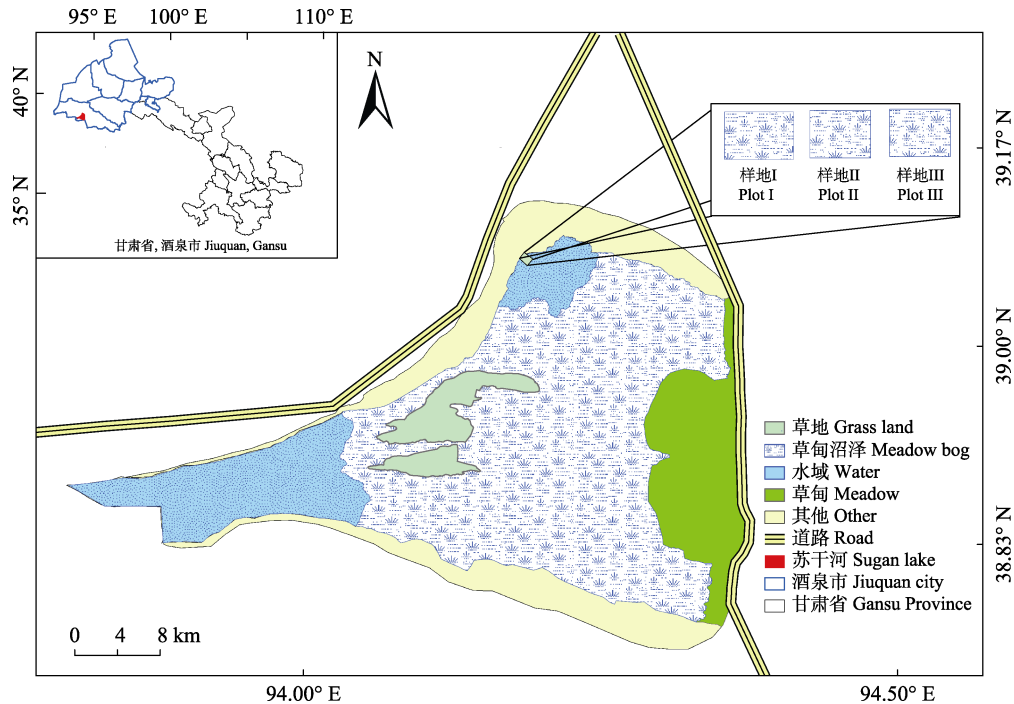 95° E 100° E 110° E
40° N
35° N
甘肃省, 酒泉市 Jiuquan, Gansu
N
样地I
Plot I
样地II
Plot II
样地III
Plot III
39.17° N
39.00° N
38.83° N
草地 Grass land
草甸沼泽 Meadow bog
水域 Water
草甸 Meadow
其他 Other
道路 Road
苏干河 Sugan lake
酒泉市 Jiuquan city
甘肃省 Gansu Province
0 4 8 km
94.00° E 94.50° E